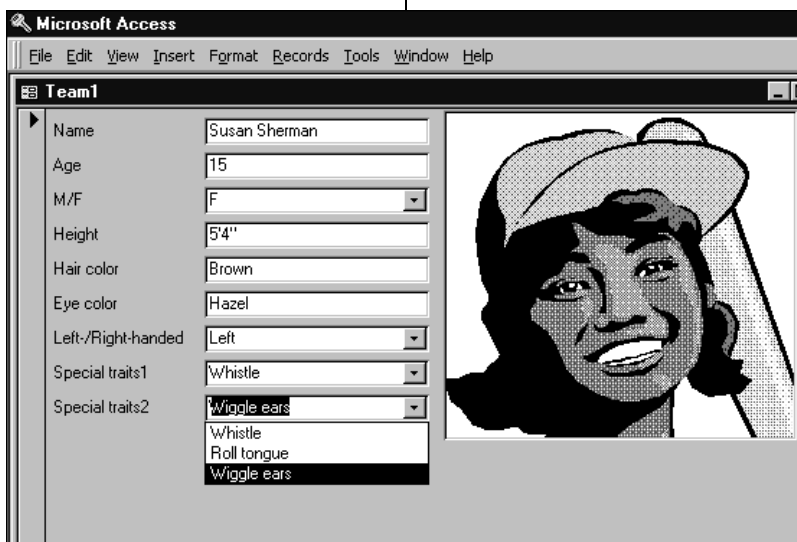 Microsoft Access
File Edit View Insert Format Records Tools Window Help
Team1
Name Susan Sherman
Age 15
M/F F
Height 5'4"
Hair color Brown
Eye color Hazel
Left-/Right-handed Left
Special traits1 Whistle
Special traits2 Wiggle ears
Whistle
Roll tongue
Wiggle ears